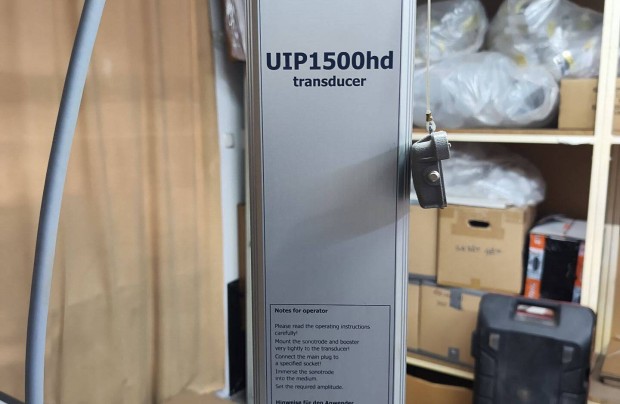 UIP1500hd
transducer
Notes for operator
Please read the operating instructions
carefully!
Mount the sonotrode and booster
very tightly to the transducer!
Connect the main plug to
a specified socket!
Immerse the sonotrode
into the medium.
Set the required amplitude.
Hinweise für den Anwender